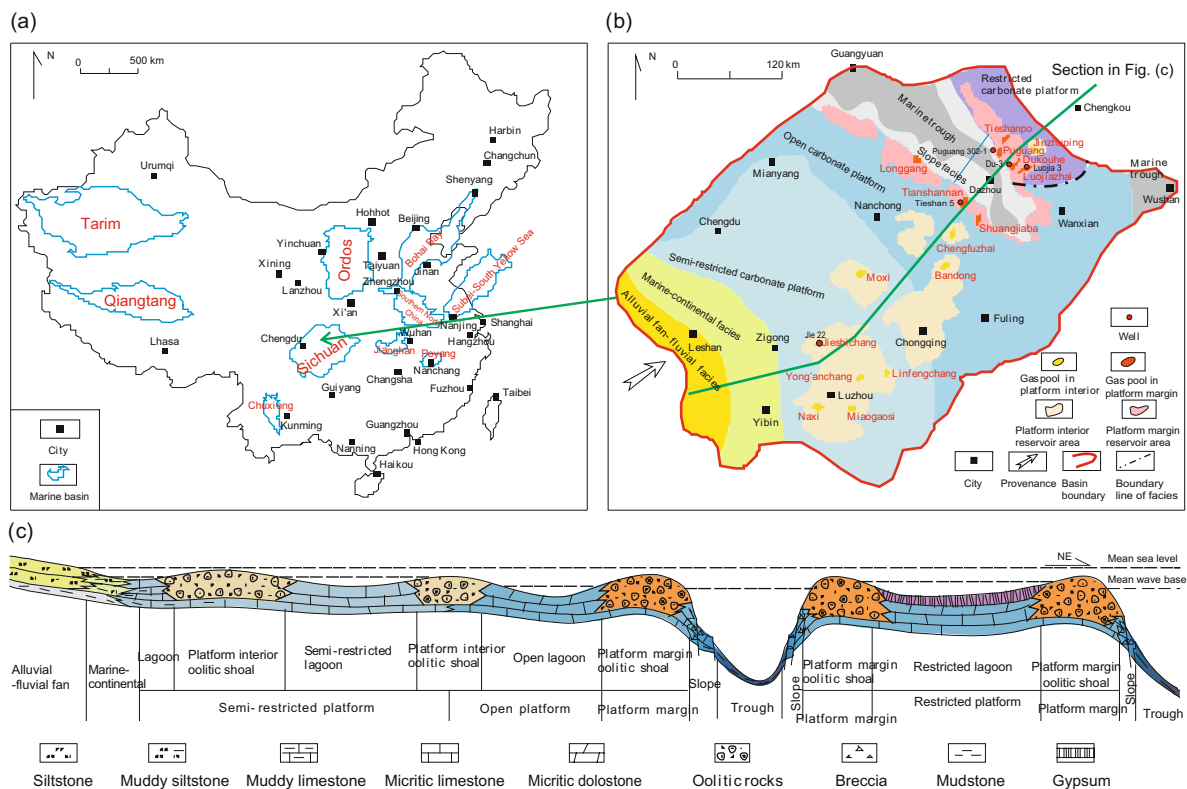 (a)
N
0
500 km
Harbin
Changchun
Urumqi
Shenyang
Tarim
Hohhot
Beijing
Bohai Bay
Yinchuan
Ordos
Taiyuan
Jinan
Subei-South Yellow Sea
Xining
Zhengzhou
Lanzhou
Qiangtang
Southern North
China
Xi'an
Nanjing
Shanghai
Lhasa
Chengdu
Sichuan
Wuhan
Hangzhou
Jianghan
Poyang
Nanchang
Changsha
Guiyang
Fuzhou
Taibei
Chuxiong
Kunming
Guangzhou
Nanning
Hong Kong
Haikou
City
Marine basin
(b)
N
0
120 km
Guangyuan
Section in Fig. (c)
Restricted
carbonate platform
Chengkou
Marine trough
Tieshanpo
Jinzhuping
Puguang 302-1
Puguang
Open carbonate platform
Slope facies
Du-3
Dukouhe
Luojia 3
Luojiazhai
Marine
trough
Longgang
Mianyang
Dazhou
Wushan
Tianshannan
Tieshan 5
Nanchong
Wanxian
Chengdu
Shuangjiaba
Chengfuzhai
Semi-restricted carbonate platform
Moxi
Bandong
Marine-continental facies
Alluvial fan- fluvial facies
Leshan
Zigong
Jie 22
Jieshichang
Chongqing
Fuling
Well
Yong'anchang
Linfengchang
Gas pool in
platform interior
Gas pool in
platform margin
Luzhou
Naxi
Miaogaosi
Yibin
Platform interior
reservoir area
Platform margin
reservoir area
City
Provenance
Basin
boundary
Boundary
line of facies
(c)
NE
Mean sea level
Mean wave base
Alluvial
-fluvial fan
Marine-
continental
Lagoon
Platform interior
oolitic shoal
Semi-restricted
lagoon
Platform interior
oolitic shoal
Open lagoon
Platform margin
oolitic shoal
Slope
Trough
Slope
Platform margin
oolitic shoal
Restricted lagoon
Platform margin
oolitic shoal
Slope
Trough
Semi- restricted platform
Open platform
Platform margin
Platform margin
Restricted platform
Platform margin
Siltstone
Muddy siltstone
Muddy limestone
Micritic limestone
Micritic dolostone
Oolitic rocks
Breccia
Mudstone
Gypsum